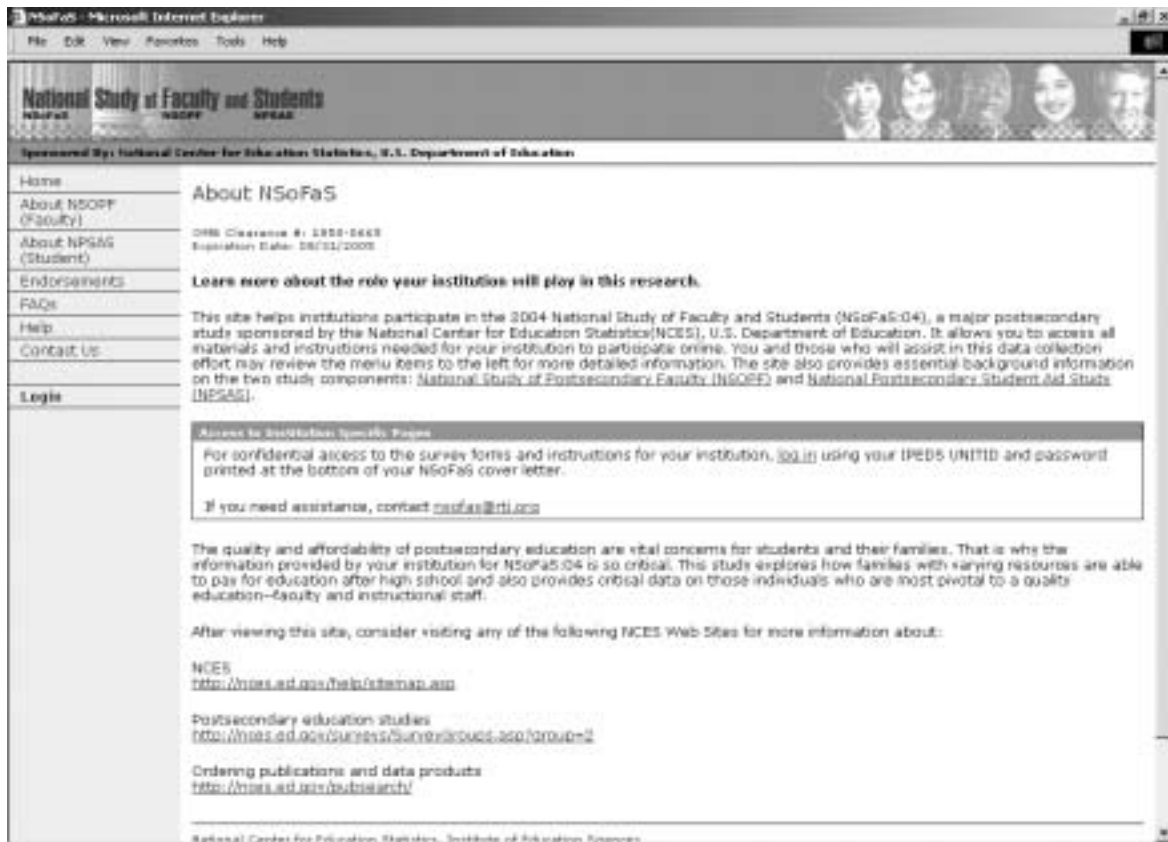 NSoFaS - Microsoft Internet Explorer
File Edit View Favorites Tools Help
National Study of Faculty and Students
NSoFaS NSOPF NPSAS
Sponsored By: National Center for Education Statistics, U.S. Department of Education
Home
About NSOPF
(Faculty)
About NPSAS
(Student)
Endorsements
FAQs
Help
Contact Us
Login
About NSoFaS
OMB Clearance #: 1850-0665
Expiration Date:
Learn more about the role your institution will play in this research.
This site helps institutions participate in the 2004 National Study of Faculty and Students (NSoFaS:04), a major postsecondary
study sponsored by the National Center for Education Statistics(NCES), U.S. Department of Education. It allows you to access all
materials and instructions needed for your institution to participate online. You and those who will assist in this data collection
effort may review the menu items to the left for more detailed information. The site also provides essential background information
on the two study components: National Study of Postsecondary Faculty (NSOPF) and National Postsecondary Student Aid Study
(NPSAS).
Access to Institution Specific Pages
For confidential access to the survey forms and instructions for your institution, log in using your IPEDS UNITID and password
printed at the bottom of your NSoFaS cover letter.
If you need assistance, contact nsofas@rti.org
The quality and affordability of postsecondary education are vital concerns for students and their families. That is why the
information provided by your institution for NSoFaS:04 is so critical. This study explores how families with varying resources are able
to pay for education after high school and also provides critical data on those individuals who are most pivotal to a quality
education--faculty and instructional staff.
After viewing this site, consider visiting any of the following NCES Web Sites for more information about:
NCES
http://nces.ed.gov/help/sitemap.asp
Postsecondary education studies
http://nces.ed.gov/surveys/SurveyGroups.asp?group=2
Ordering publications and data products
http://nces.ed.gov/pubsearch/
National Center for Education Statistics, Institute of Education Sciences